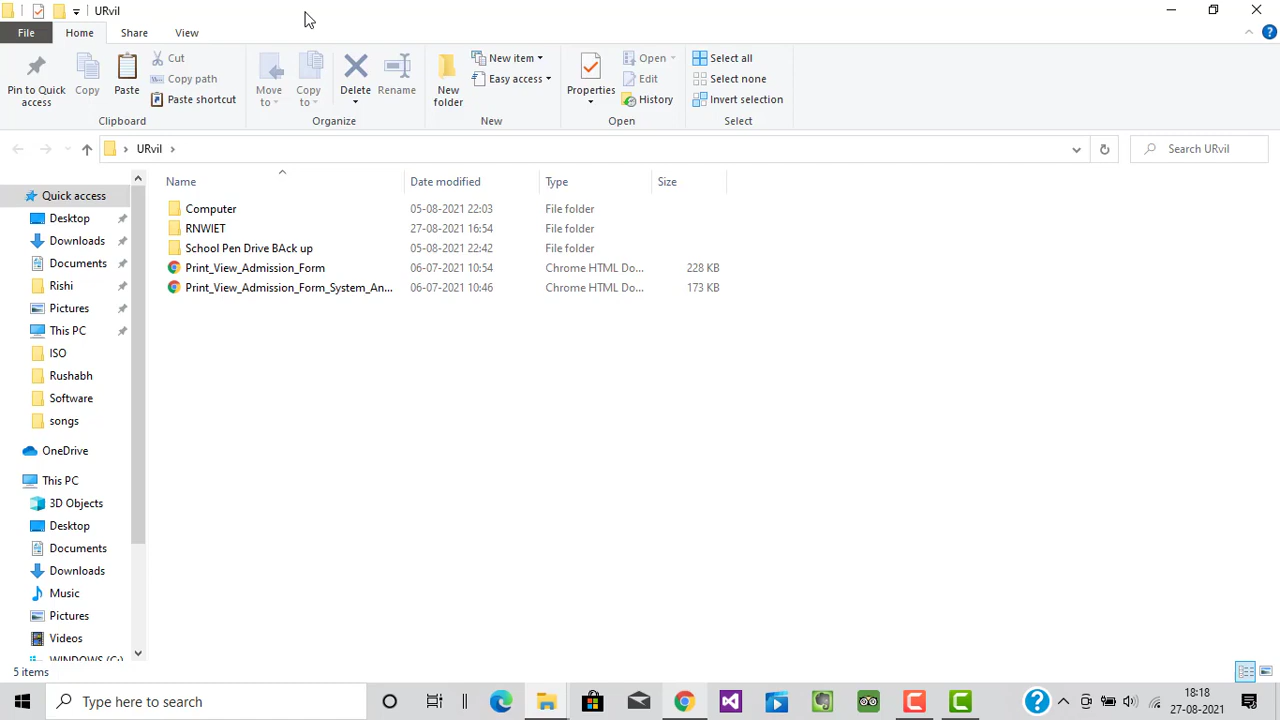 URvil
File Home Share View
Pin to Quick access
Copy
Paste
Cut
Copy path
Paste shortcut
Clipboard
Move to
Copy to
Delete
Rename
Organize
New folder
New item
Easy access
New
Properties
Open
Edit
History
Open
Select all
Select none
Invert selection
Select
URvil
Search URvil
Name Date modified Type Size
Computer 05-08-2021 22:03 File folder
RNWIET 27-08-2021 16:54 File folder
School Pen Drive BAck up 05-08-2021 22:42 File folder
Print_View_Admission_Form 06-07-2021 10:54 Chrome HTML Do... 228 KB
Print_View_Admission_Form_System_An... 06-07-2021 10:46 Chrome HTML Do... 173 KB
Quick access
Desktop
Downloads
Documents
Rishi
Pictures
This PC
ISO
Rushabh
Software
songs
OneDrive
This PC
3D Objects
Desktop
Documents
Downloads
Music
Pictures
Videos
WINDOWS (C:)
5 items
Type here to search
18:18
27-08-2021